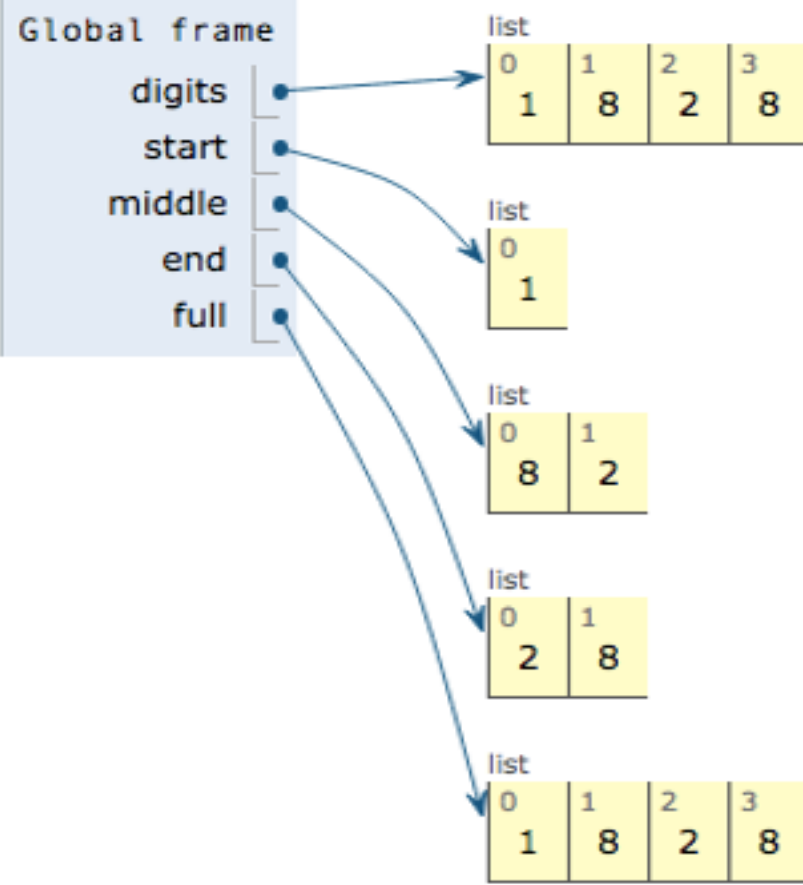 Global frame
digits
start
middle
end
full
list
0 1 2 3
1 8 2 8
list
0
1
list
0 1
8 2
list
0 1
2 8
list
0 1 2 3
1 8 2 8